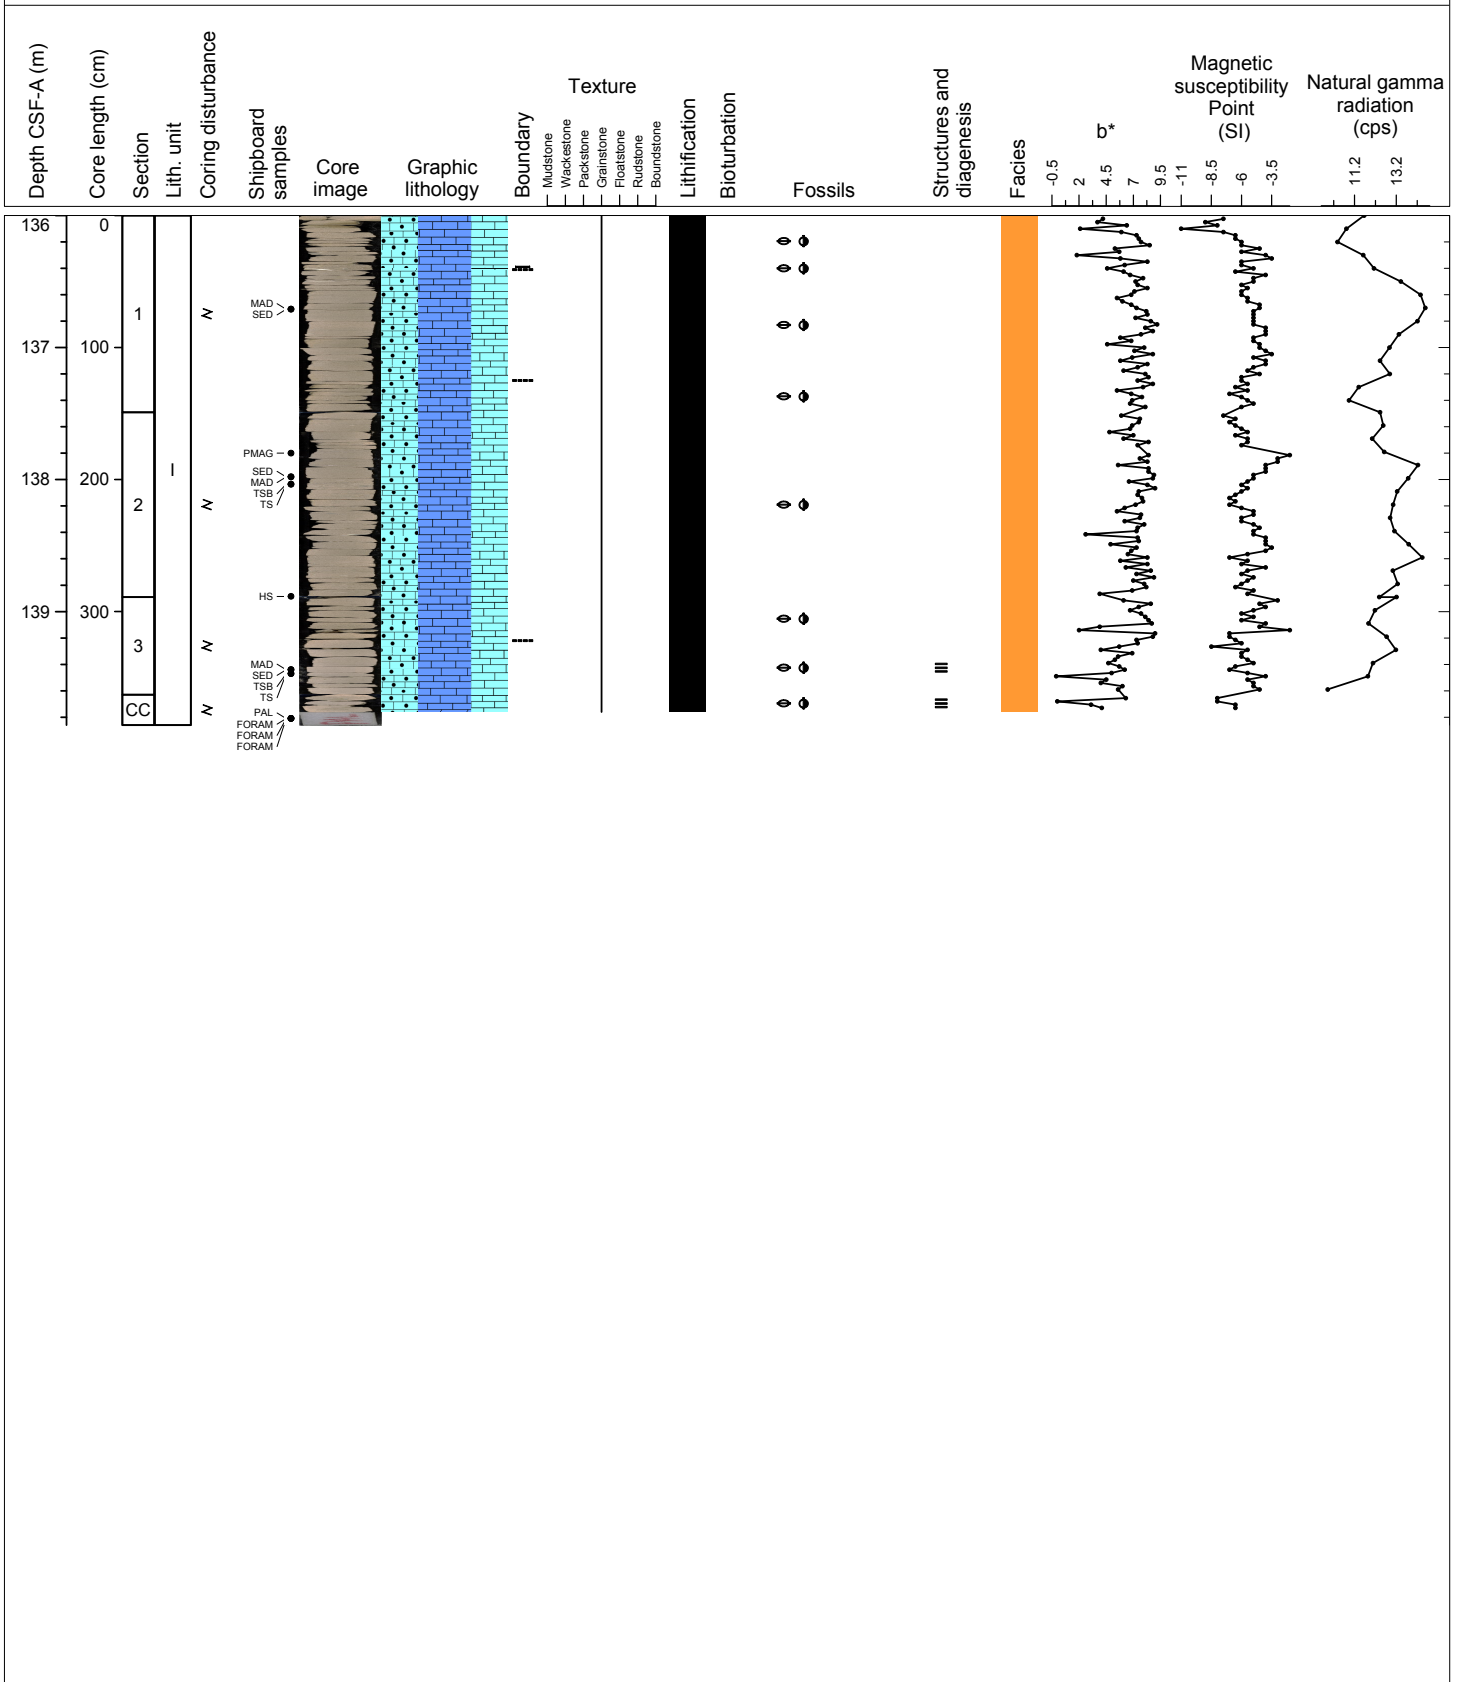 Depth CSF-A (m)
Core length (cm)
Section
Lith. unit
Coring disturbance
Shipboard
samples
Core
image
Graphic
lithology
Boundary
Texture
Mudstone
Wackestone
Packstone
Grainstone
Floatstone
Rudstone
Boundstone
Lithification
Bioturbation
Fossils
Structures and
diagenesis
Facies
b*
-0.5
2
4.5
7
9.5
Magnetic
susceptibility
Point
(SI)
-11
-8.5
-6
-3.5
Natural gamma
radiation
(cps)
11.2
13.2
136
137
138
139
0
100
200
300
1
2
3
CC
I
MAD
SED
PMAG
SED
MAD
TSB
TS
HS
MAD
SED
TSB
TS
PAL
FORAM
FORAM
FORAM